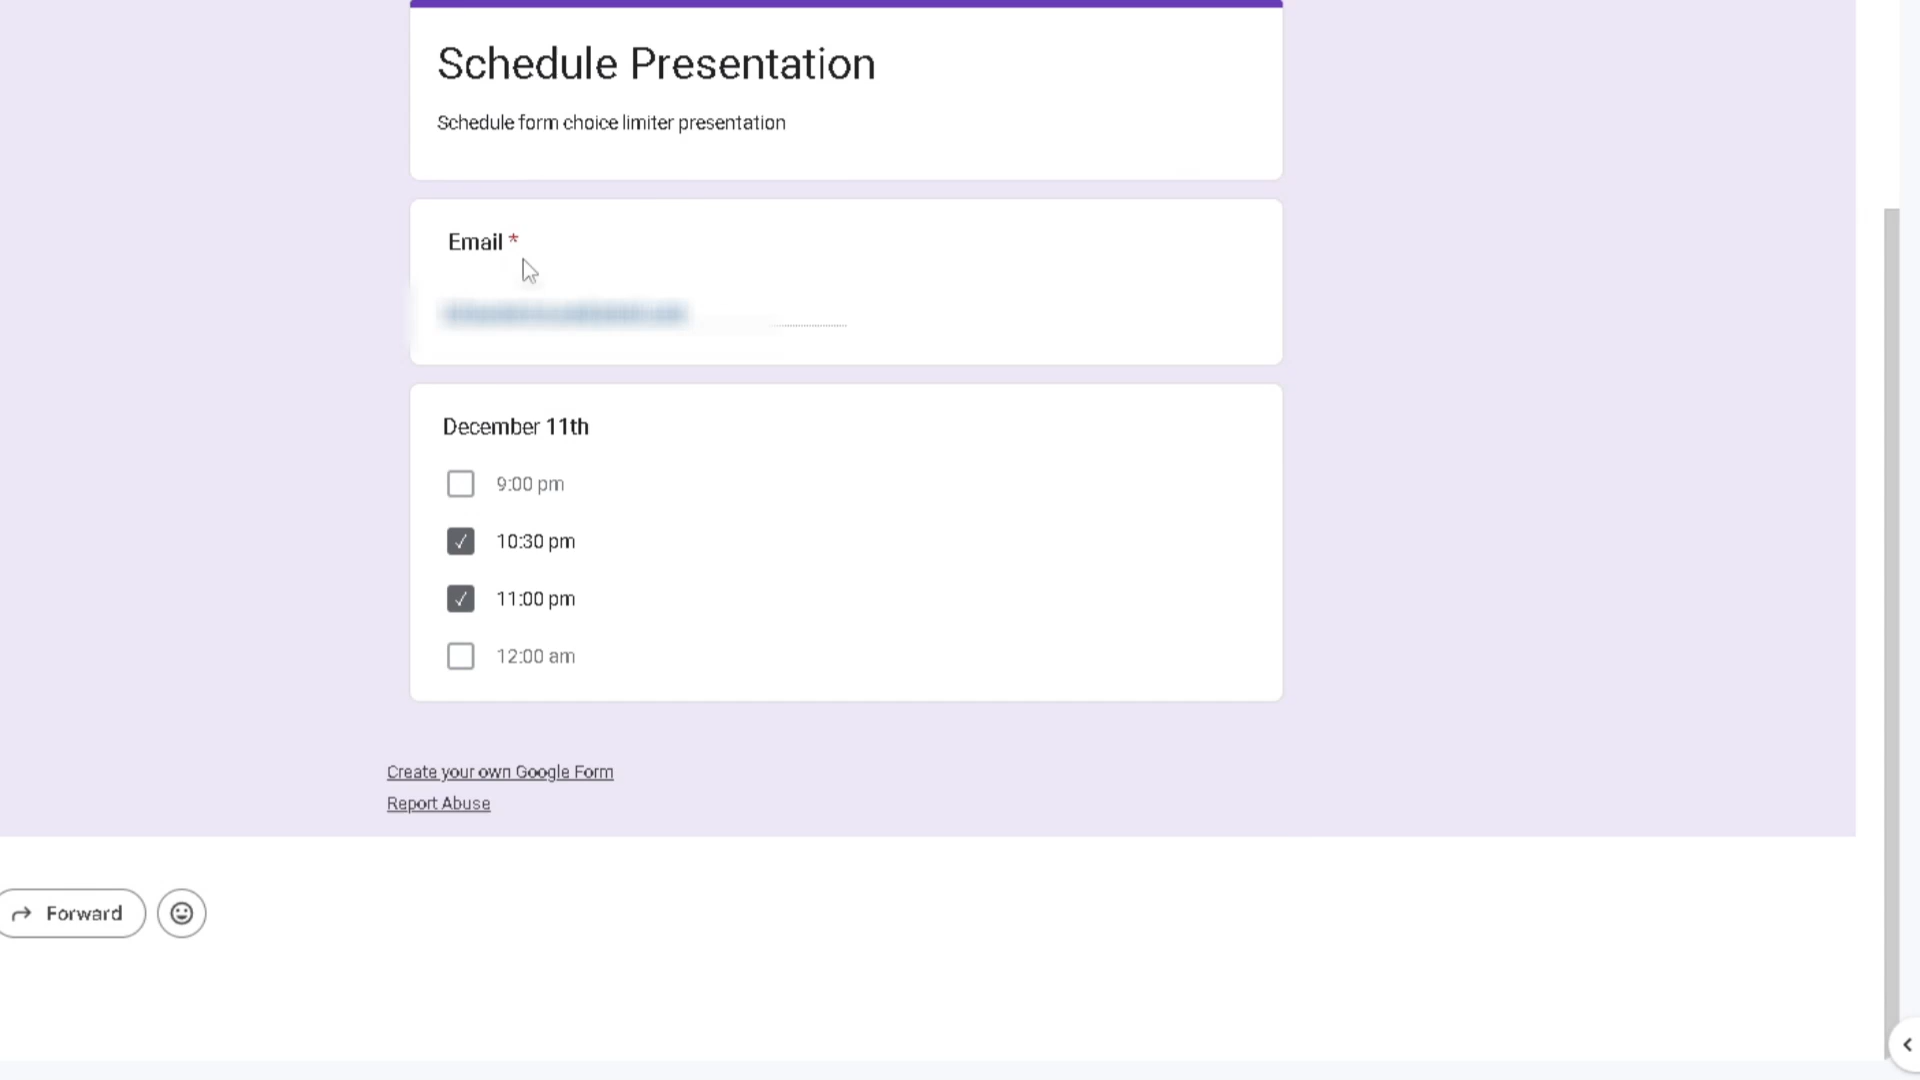 Schedule Presentation
Schedule form choice limiter presentation
Email *
December 11th
9:00 pm
10:30 pm
11:00 pm
12:00 am
Create your own Google Form
Report Abuse
Forward